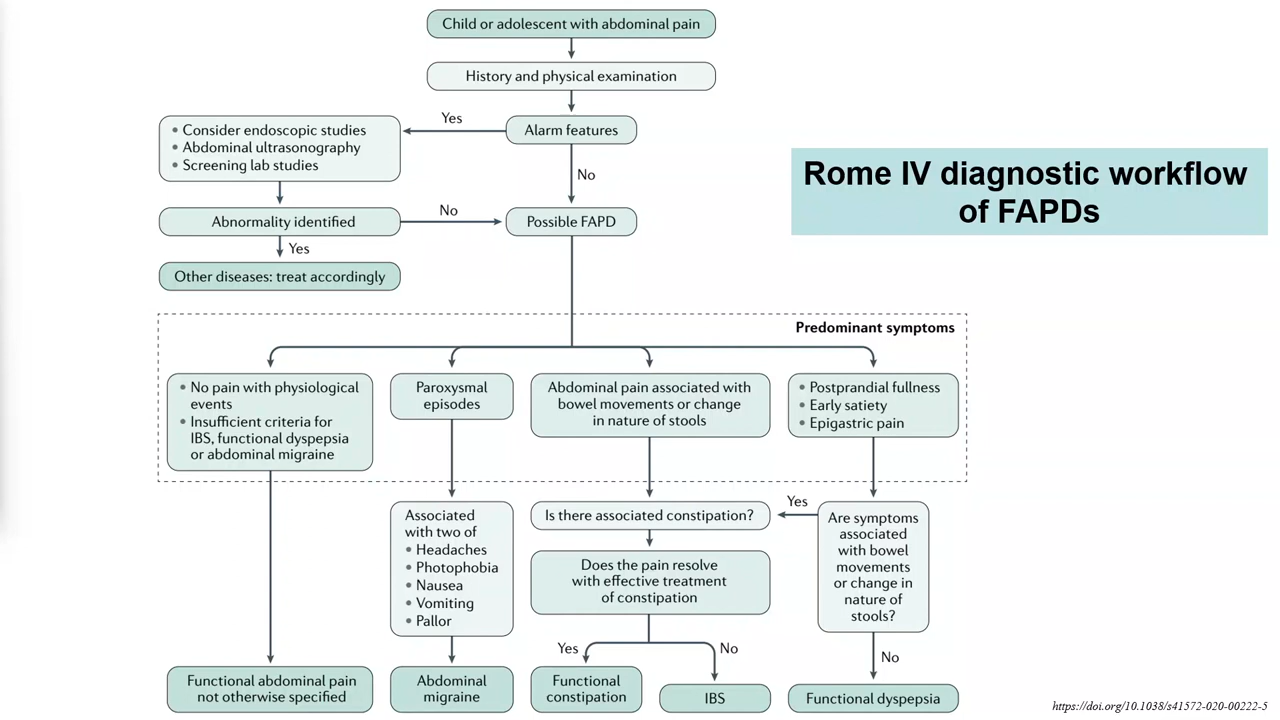 Child or adolescent with abdominal pain
History and physical examination
Yes
Alarm features
• Consider endoscopic studies
• Abdominal ultrasonography
• Screening lab studies
No
Rome IV diagnostic workflow
of FAPDs
Abnormality identified
No
Possible FAPD
Yes
Other diseases: treat accordingly
Predominant symptoms
• No pain with physiological
events
• Insufficient criteria for
IBS, functional dyspepsia
or abdominal migraine
Paroxysmal
episodes
Abdominal pain associated with
bowel movements or change
in nature of stools
• Postprandial fullness
• Early satiety
• Epigastric pain
Associated
with two of
• Headaches
• Photophobia
• Nausea
• Vomiting
• Pallor
Is there associated constipation?
Yes
Are symptoms
associated
with bowel
movements
or change in
nature of
stools?
Does the pain resolve
with effective treatment
of constipation
Yes
No
No
Functional abdominal pain
not otherwise specified
Abdominal
migraine
Functional
constipation
IBS
Functional dyspepsia
https://doi.org/10.1038/s41572-020-00222-5